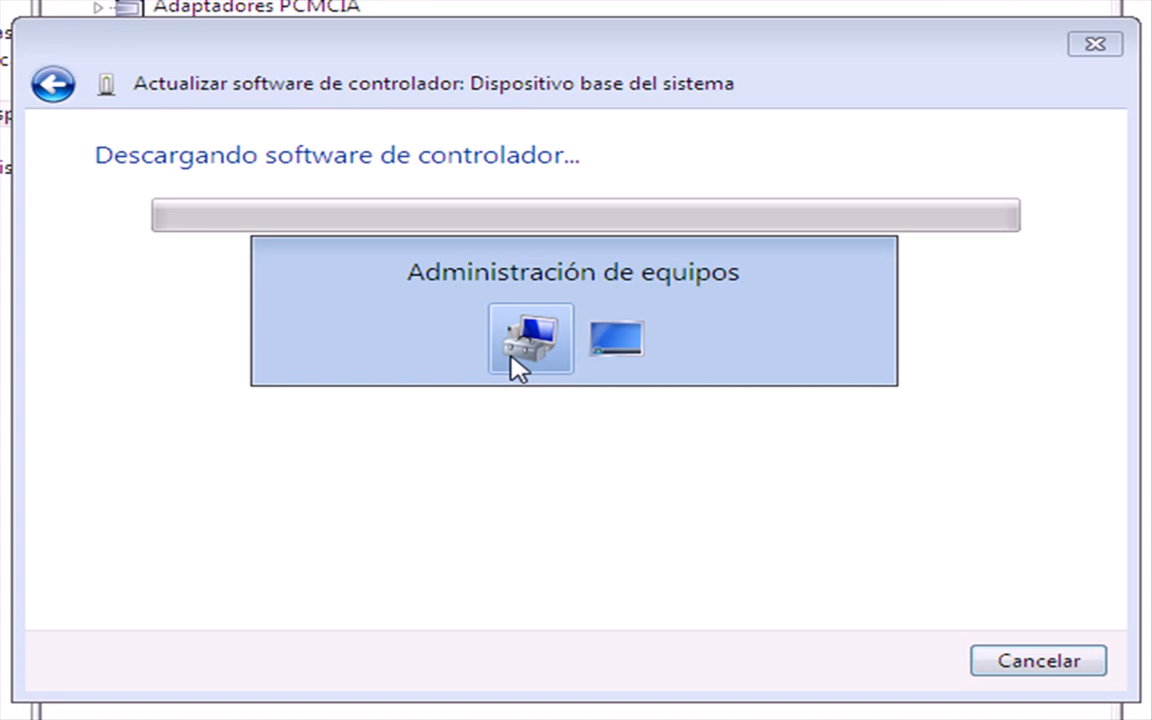 Adaptadores PCMCIA
Actualizar software de controlador: Dispositivo base del sistema
Descargando software de controlador...
Administración de equipos
Cancelar